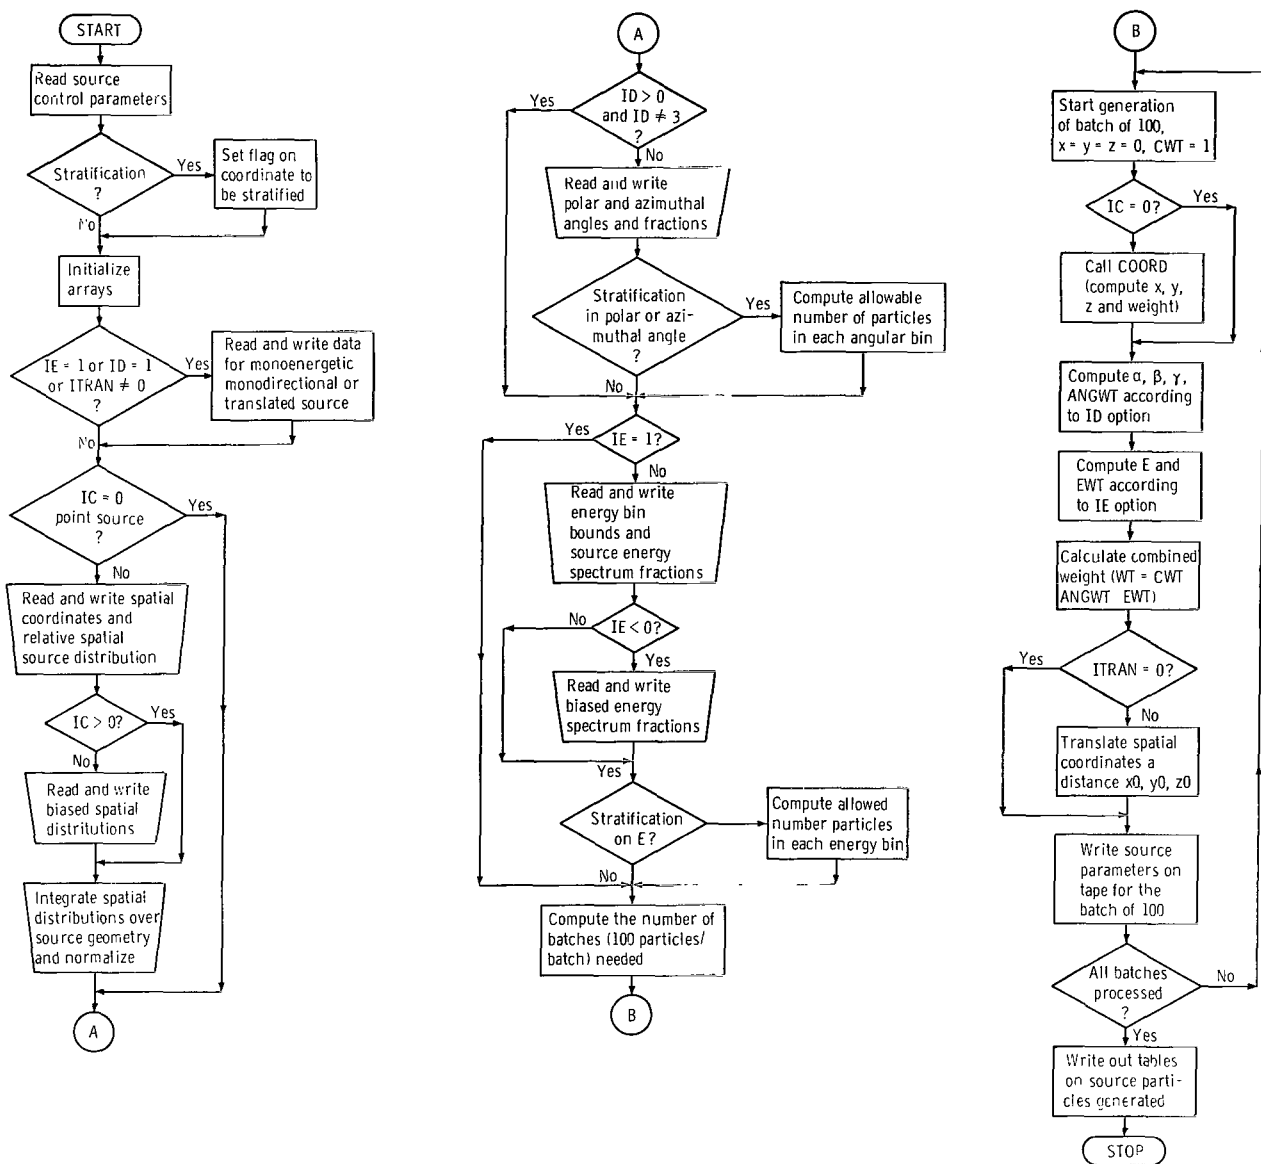 START
Read source
control parameters
Stratification
?
Yes
Set flag on
coordinate to
be stratified
No
Initialize
arrays
IE = 1 or ID = 1
or ITRAN ≠ 0
?
Yes
Read and write data
for monoenergetic
monodirectional or
translated source
No
IC = 0
point source
?
Yes
No
Read and write spatial
coordinates and
relative spatial
source distribution
IC > 0?
Yes
No
Read and write
biased spatial
distritutions
Integrate spatial
distributions over
source geometry
and normalize
A
A
ID > 0
and ID ≠ 3
?
Yes
No
Read and write
polar and azimuthal
angles and fractions
Stratification
in polar or azi-
muthal angle
?
Yes
Compute allowable
number of particles
in each angular bin
No
IE = 1?
Yes
No
Read and write
energy bin
bounds and
source energy
spectrum fractions
IE < 0?
No
Yes
Read and write
biased energy
spectrum fractions
Yes
Stratification
on E?
Compute allowed
number particles
in each energy bin
No
Compute the number of
batches (100 particles/
batch) needed
B
B
Start generation
of batch of 100,
x = y = z = 0, CWT = 1
IC = 0?
Yes
Call COORD
(compute x, y,
z and weight)
Compute α, β, γ,
ANGWT according
to ID option
Compute E and
EWT according
to IE option
Calculate combined
weight (WT = CWT
ANGWT EWT)
ITRAN = 0?
Yes
No
Translate spatial
coordinates a
distance x0, y0, z0
Write source
parameters on
tape for the
batch of 100
All batches
processed
?
No
Yes
Write out tables
on source parti-
cles generated
STOP